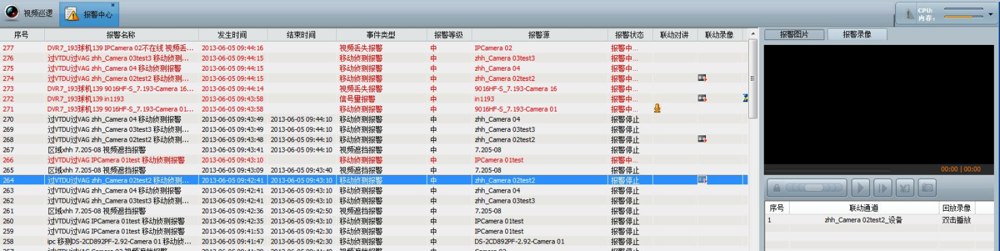 视频巡逻 报警中心 CPU:
内存:
序号 报警名称 发生时间 结束时间 事件类型 报警等级 报警源 报警状态 联动对讲 联动录像 报警图片 报警录像
277 DVR7_193球机139 IPCamera 02不在线 视频丢... 2013-06-05 09:44:16 视频丢失报警 中 IPCamera 02 报警中...
276 过VTDU过VAG zhh_Camera 03test3 移动侦测... 2013-06-05 09:44:15 移动侦测报警 中 zhh_Camera 03test3 报警中...
275 过VTDU过VAG zhh_Camera 04 移动侦测报警 2013-06-05 09:44:15 移动侦测报警 中 zhh_Camera 04 报警中...
274 过VTDU过VAG zhh_Camera 02test2 移动侦测... 2013-06-05 09:44:15 移动侦测报警 中 zhh_Camera 02test2 报警中...
273 DVR7_193球机139 9016HF-S_7.193-Camera 16... 2013-06-05 09:44:14 视频丢失报警 中 9016HF-S_7.193-Camera 16 报警中...
272 DVR7_193球机139 in1193 2013-06-05 09:43:58 信号量报警 中 in1193 报警中...
271 DVR7_193球机139 9016HF-S_7.193-Camera 01... 2013-06-05 09:43:58 移动侦测报警 中 9016HF-S_7.193-Camera 01 报警中...
270 过VTDU过VAG zhh_Camera 04 移动侦测报警 2013-06-05 09:43:49 2013-06-05 09:44:10 移动侦测报警 中 zhh_Camera 04 报警停止
269 过VTDU过VAG zhh_Camera 03test3 移动侦测... 2013-06-05 09:43:49 2013-06-05 09:44:10 移动侦测报警 中 zhh_Camera 03test3 报警停止
268 过VTDU过VAG zhh_Camera 02test2 移动侦测... 2013-06-05 09:43:48 2013-06-05 09:44:10 移动侦测报警 中 zhh_Camera 02test2 报警停止
267 区域xhh 7.205-08 视频遮挡报警 2013-06-05 09:43:41 2013-06-05 09:44:10 视频遮挡报警 中 7.205-08 报警停止
266 过VTDU过VAG IPCamera 01test 移动侦测报警 2013-06-05 09:43:10 移动侦测报警 中 IPCamera 01test 报警中...
265 区域xhh 7.205-08 视频遮挡报警 2013-06-05 09:43:09 2013-06-05 09:43:40 视频遮挡报警 中 7.205-08 报警停止
00:00 | 00:00
264 过VTDU过VAG zhh_Camera 02test2 移动侦测... 2013-06-05 09:42:41 2013-06-05 09:43:10 移动侦测报警 中 zhh_Camera 02test2 报警停止
263 过VTDU过VAG zhh_Camera 04 移动侦测报警 2013-06-05 09:42:41 2013-06-05 09:43:10 移动侦测报警 中 zhh_Camera 04 报警停止
262 过VTDU过VAG zhh_Camera 03test3 移动侦测... 2013-06-05 09:42:41 2013-06-05 09:43:10 移动侦测报警 中 zhh_Camera 03test3 报警停止
261 区域xhh 7.205-08 视频遮挡报警 2013-06-05 09:42:36 2013-06-05 09:42:50 视频遮挡报警 中 7.205-08 报警停止
序号 联动通道 回放录像
260 过VTDU过VAG IPCamera 01test 移动侦测报警 2013-06-05 09:42:35 2013-06-05 09:43:10 移动侦测报警 中 IPCamera 01test 报警停止
1 zhh_Camera 02test2_设备 双击播放
259 过VTDU过VAG IPCamera 01test 移动侦测报警 2013-06-05 09:41:53 2013-06-05 09:42:30 移动侦测报警 中 IPCamera 01test 报警停止
258 ipc 移测DS-2CD892PF-2.92-Camera 01 移动侦... 2013-06-05 09:41:47 2013-06-05 09:42:30 移动侦测报警 中 DS-2CD892PF-2.92-Camera 01 报警停止